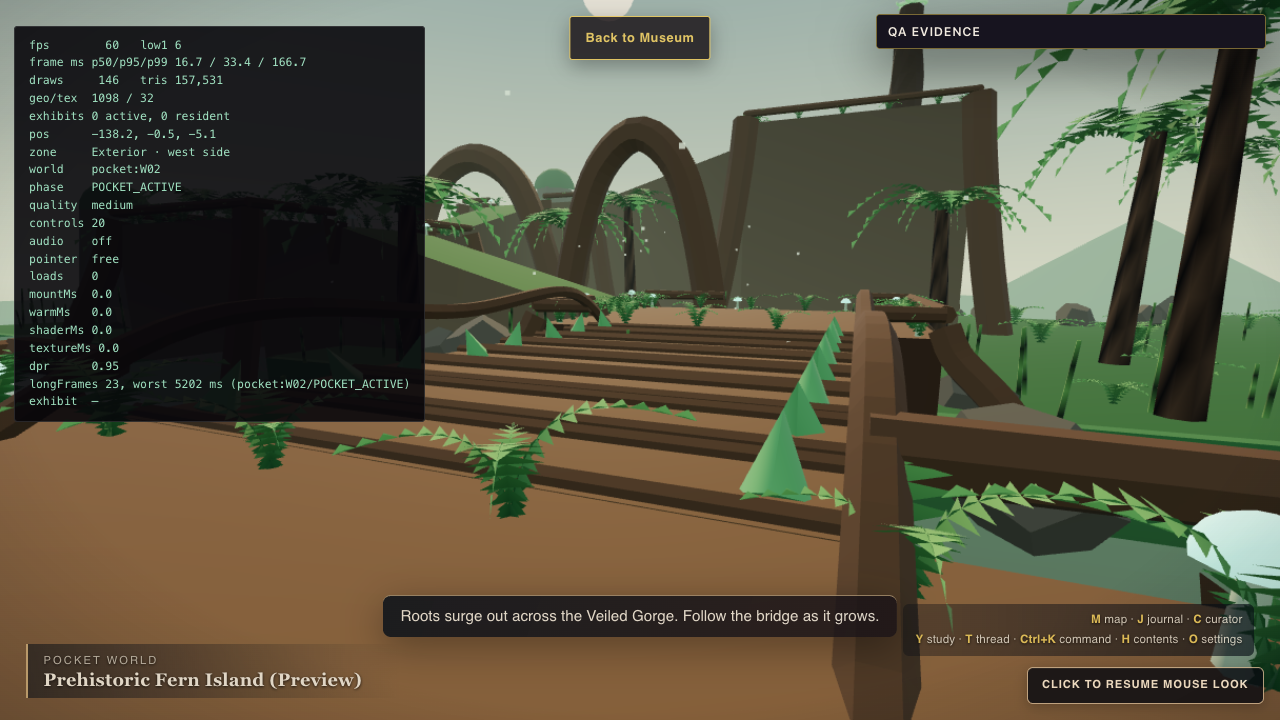 fps 60 low1 6
frame ms p50/p95/p99 16.7 / 33.4 / 166.7
draws 146 tris 157,531
geo/tex 1098 / 32
exhibits 0 active, 0 resident
pos −138.2, −0.5, −5.1
zone Exterior · west side
world pocket:W02
phase POCKET_ACTIVE
quality medium
controls 20
audio off
pointer free
loads 0
mountMs 0.0
warmMs 0.0
shaderMs 0.0
textureMs 0.0
dpr 0.95
longFrames 23, worst 5202 ms (pocket:W02/POCKET_ACTIVE)
exhibit —
Back to Museum
QA EVIDENCE
Roots surge out across the Veiled Gorge. Follow the bridge as it grows.
M map · J journal · C curator
Y study · T thread · Ctrl+K command · H contents · O settings
POCKET WORLD
Prehistoric Fern Island (Preview)
CLICK TO RESUME MOUSE LOOK